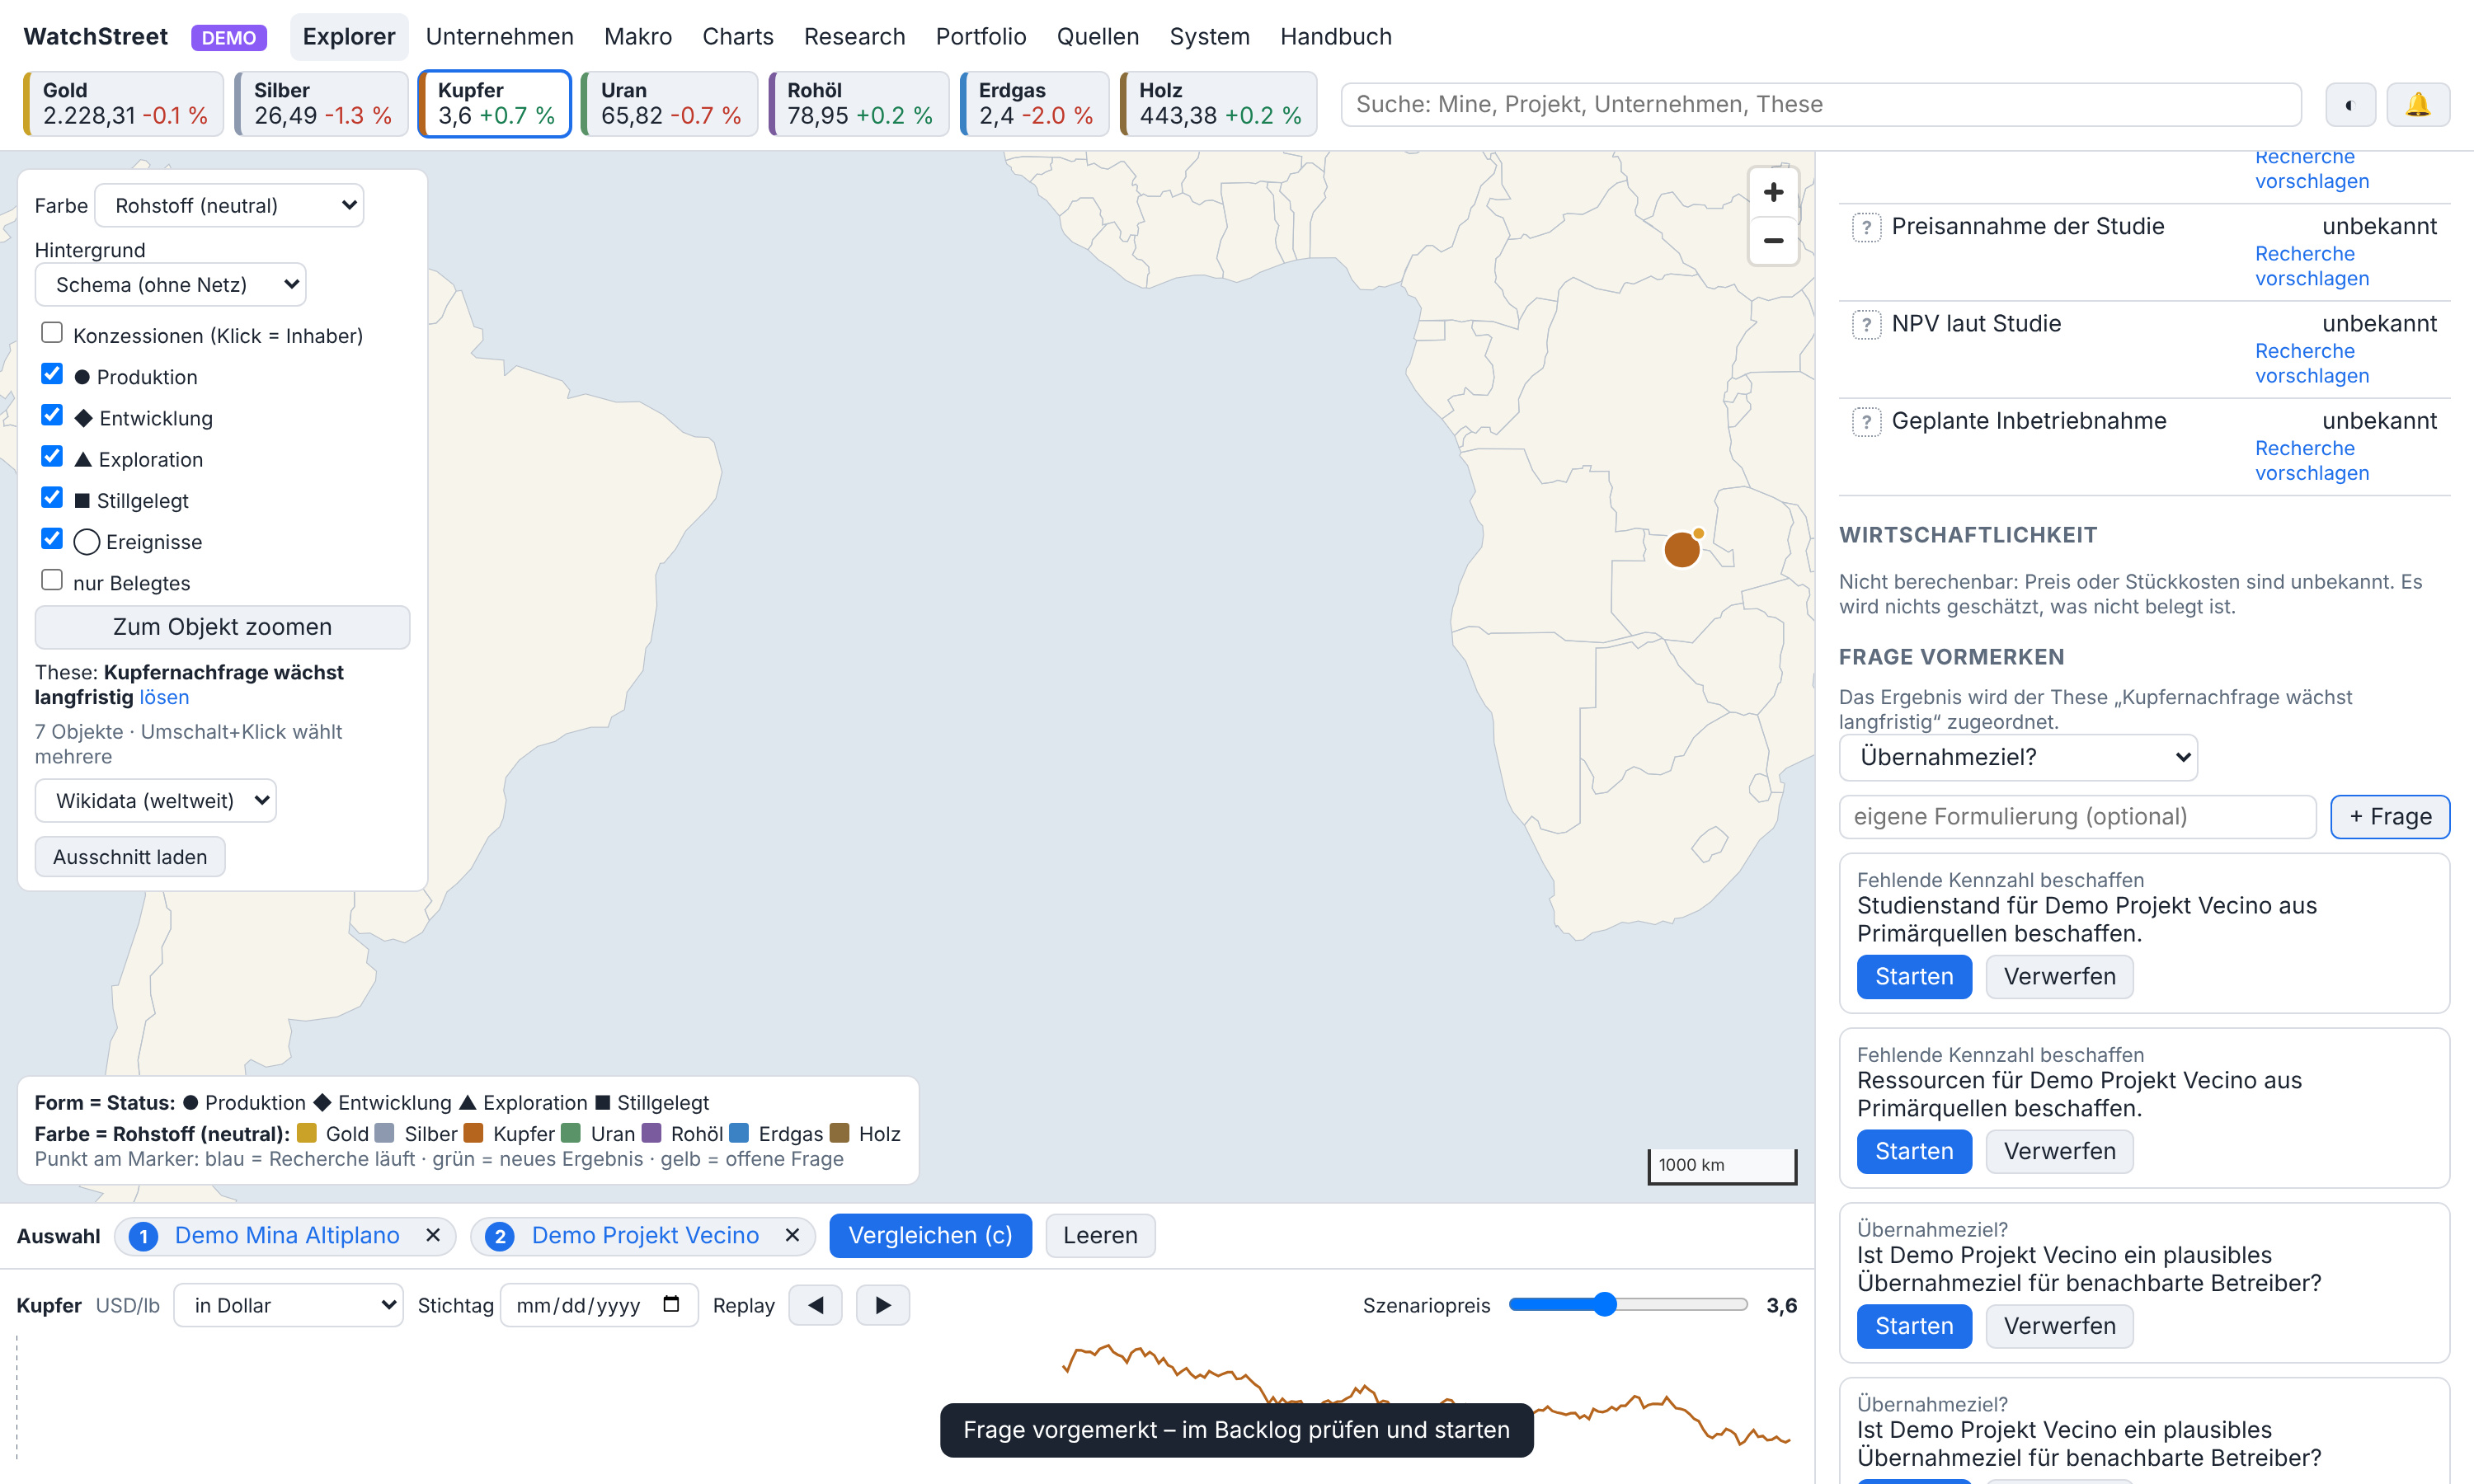 WatchStreet DEMO Explorer Unternehmen Makro Charts Research Portfolio Quellen System Handbuch
Gold
2.228,31 -0.1 %
Silber
26,49 -1.3 %
Kupfer
3,6 +0.7 %
Uran
65,82 -0.7 %
Rohöl
78,95 +0.2 %
Erdgas
2,4 -2.0 %
Holz
443,38 +0.2 %
Suche: Mine, Projekt, Unternehmen, These
Farbe Rohstoff (neutral)
Hintergrund
Schema (ohne Netz)
Konzessionen (Klick = Inhaber)
Produktion
Entwicklung
Exploration
Stillgelegt
Ereignisse
nur Belegtes
Zum Objekt zoomen
These: Kupfernachfrage wächst
langfristig lösen
7 Objekte · Umschalt+Klick wählt
mehrere
Wikidata (weltweit)
Ausschnitt laden
+
−
Form = Status: ● Produktion ◆ Entwicklung ▲ Exploration ■ Stillgelegt
Farbe = Rohstoff (neutral): Gold Silber Kupfer Uran Rohöl Erdgas Holz
Punkt am Marker: blau = Recherche läuft · grün = neues Ergebnis · gelb = offene Frage
1000 km
Auswahl 1 Demo Mina Altiplano ✕ 2 Demo Projekt Vecino ✕ Vergleichen (c) Leeren
Kupfer USD/lb in Dollar Stichtag mm/dd/yyyy Replay ◀ ▶ Szenariopreis 3,6
Frage vorgemerkt – im Backlog prüfen und starten
Recherche
vorschlagen
? Preisannahme der Studie unbekannt
Recherche
vorschlagen
? NPV laut Studie unbekannt
Recherche
vorschlagen
? Geplante Inbetriebnahme unbekannt
Recherche
vorschlagen
WIRTSCHAFTLICHKEIT
Nicht berechenbar: Preis oder Stückkosten sind unbekannt. Es
wird nichts geschätzt, was nicht belegt ist.
FRAGE VORMERKEN
Das Ergebnis wird der These „Kupfernachfrage wächst
langfristig“ zugeordnet.
Übernahmeziel?
eigene Formulierung (optional) + Frage
Fehlende Kennzahl beschaffen
Studienstand für Demo Projekt Vecino aus
Primärquellen beschaffen.
Starten Verwerfen
Fehlende Kennzahl beschaffen
Ressourcen für Demo Projekt Vecino aus
Primärquellen beschaffen.
Starten Verwerfen
Übernahmeziel?
Ist Demo Projekt Vecino ein plausibles
Übernahmeziel für benachbarte Betreiber?
Starten Verwerfen
Übernahmeziel?
Ist Demo Projekt Vecino ein plausibles
Übernahmeziel für benachbarte Betreiber?